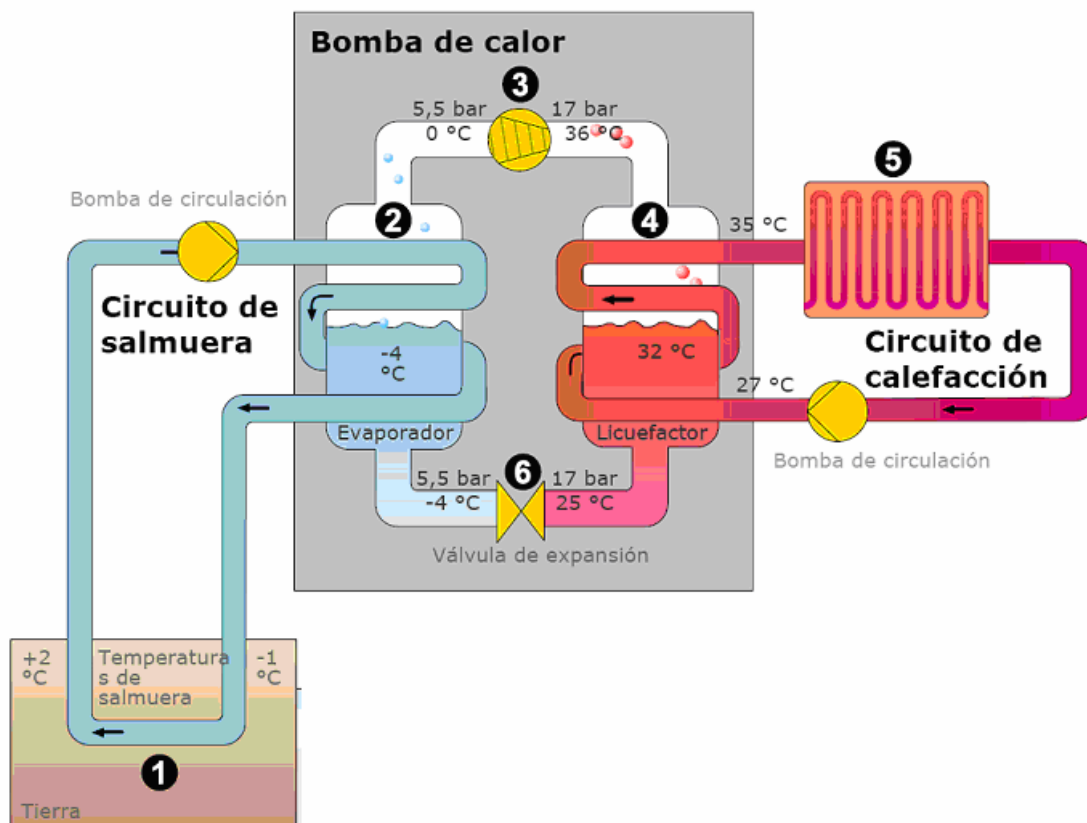 Bomba de calor
3
5,5 bar
0 °C
17 bar
36 °C
Bomba de circulación
2
4
5
35 °C
Circuito de
salmuera
-4
°C
32 °C
Circuito de
calefacción
27 °C
Evaporador
Licuefactor
Bomba de circulación
5,5 bar
-4 °C
6
17 bar
25 °C
Válvula de expansión
+2
°C
Temperatura
s de
salmuera
-1
°C
1
Tierra